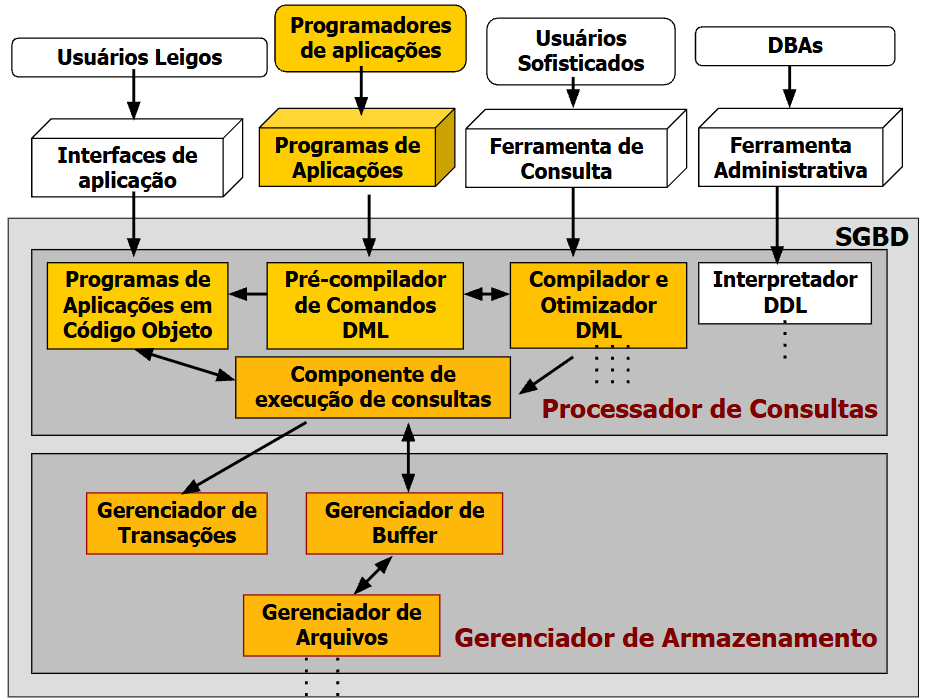 Usuários Leigos
Programadores
de aplicações
Usuários
Sofisticados
DBAs
Interfaces de
aplicação
Programas de
Aplicações
Ferramenta de
Consulta
Ferramenta
Administrativa
SGBD
Programas de
Aplicações em
Código Objeto
Pré-compilador
de Comandos
DML
Compilador e
Otimizador
DML
Interpretador
DDL
Componente de
execução de consultas
Processador de Consultas
Gerenciador de
Transações
Gerenciador de
Buffer
Gerenciador de
Arquivos
Gerenciador de Armazenamento